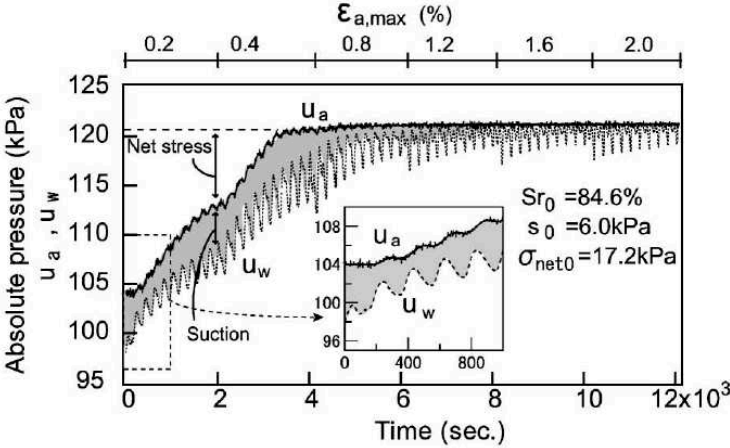 εa,max (%)
0.2 0.4 0.8 1.2 1.6 2.0
Absolute pressure (kPa)
ua , uw
125
120
115
110
105
100
95
ua
Net stress
uw
Suction
Sr0 =84.6%
s0 =6.0kPa
σnet0=17.2kPa
108
104
100
96
ua
uw
0 400 800
0 2 4 6 8 10 12x10³
Time (sec.)